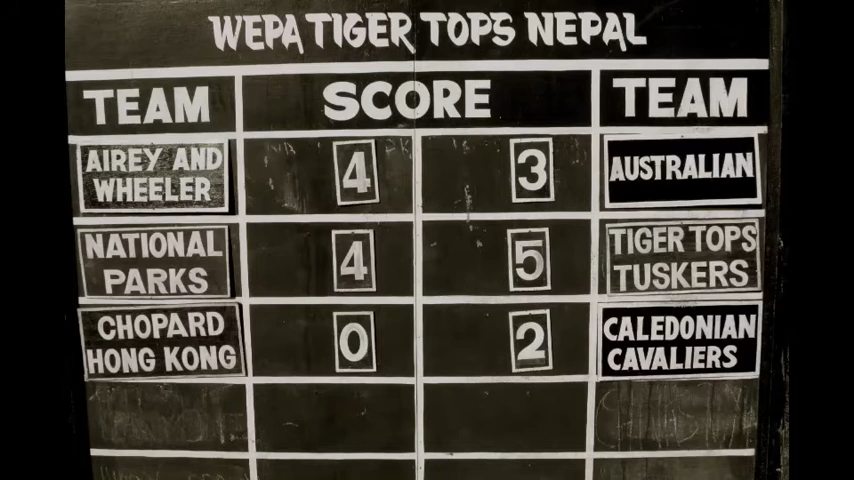 WEPA TIGER TOPS NEPAL
TEAM SCORE TEAM
AIREY AND
WHEELER
4 3
AUSTRALIAN
NATIONAL
PARKS
4 5
TIGER TOPS
TUSKERS
CHOPARD
HONG KONG
0 2
CALEDONIAN
CAVALIERS